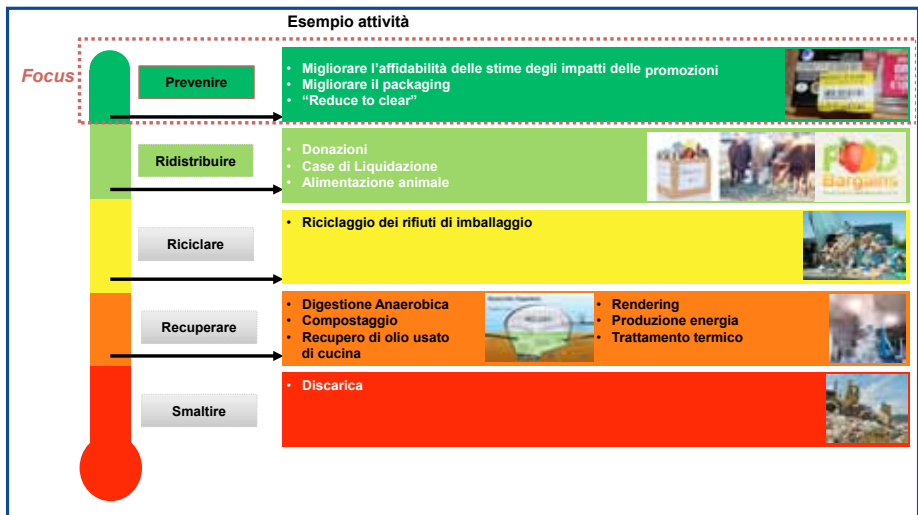 Esempio attività
Focus
Prevenire
• Migliorare l’affidabilità delle stime degli impatti delle promozioni
• Migliorare il packaging
• “Reduce to clear”
Ridistribuire
• Donazioni
• Case di Liquidazione
• Alimentazione animale
FOOD
Bargains
Riciclare
• Riciclaggio dei rifiuti di imballaggio
Recuperare
• Digestione Anaerobica
• Compostaggio
• Recupero di olio usato
di cucina
• Rendering
• Produzione energia
• Trattamento termico
Smaltire
• Discarica